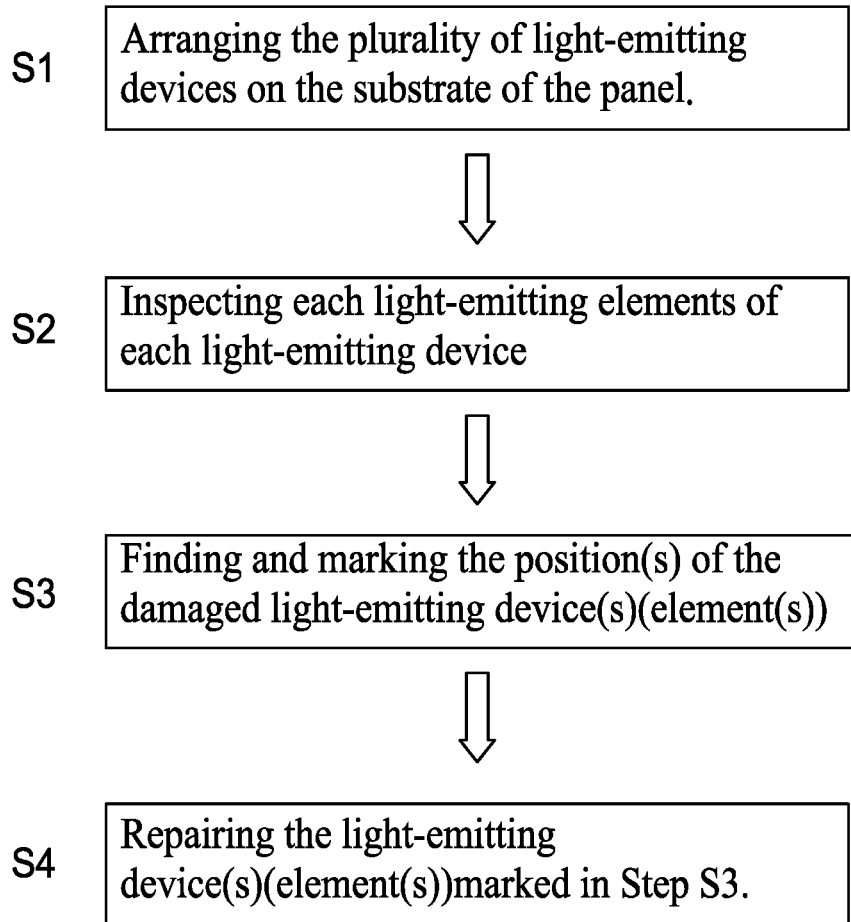 S1
Arranging the plurality of light-emitting
devices on the substrate of the panel.
S2
Inspecting each light-emitting elements of
each light-emitting device
S3
Finding and marking the position(s) of the
damaged light-emitting device(s)(element(s))
S4
Repairing the light-emitting
device(s)(element(s))marked in Step S3.